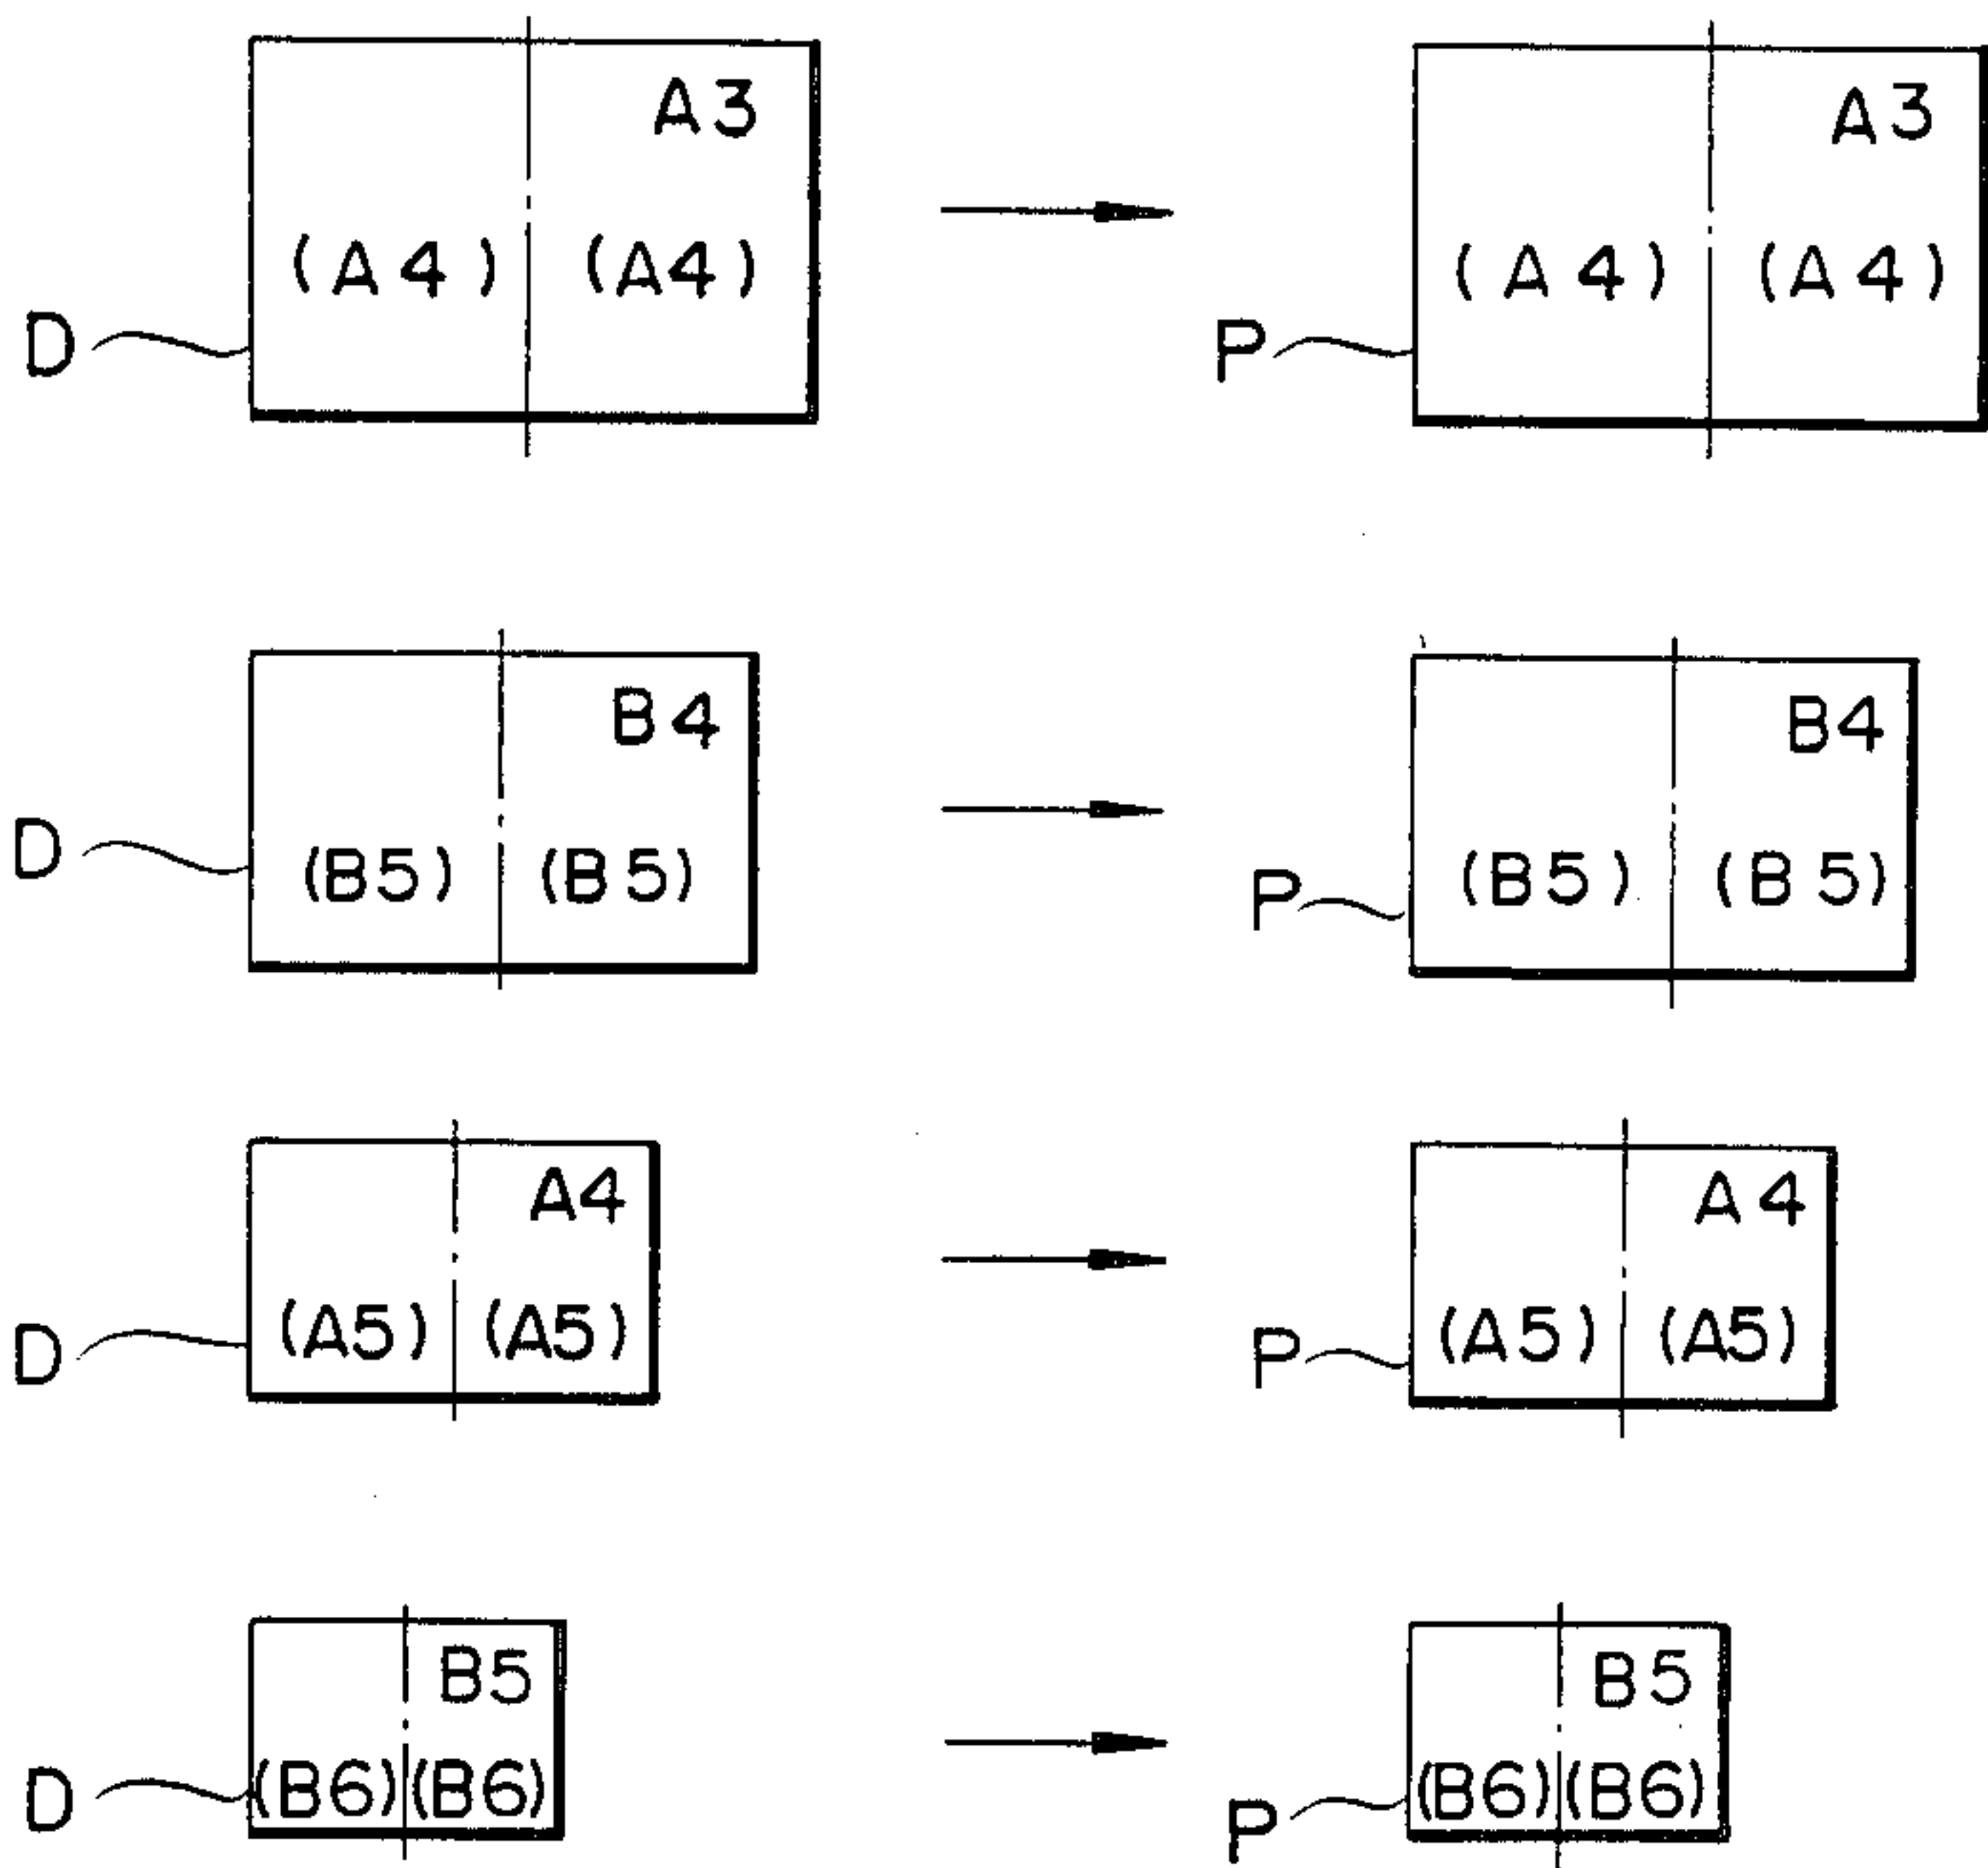 A3 A3
(A4) (A4) (A4) (A4)
D P
B4 B4
D (B5) (B5) P (B5) (B5)
A4 A4
D (A5) (A5) P (A5) (A5)
B5 B5
D (B6) (B6) P (B6) (B6)